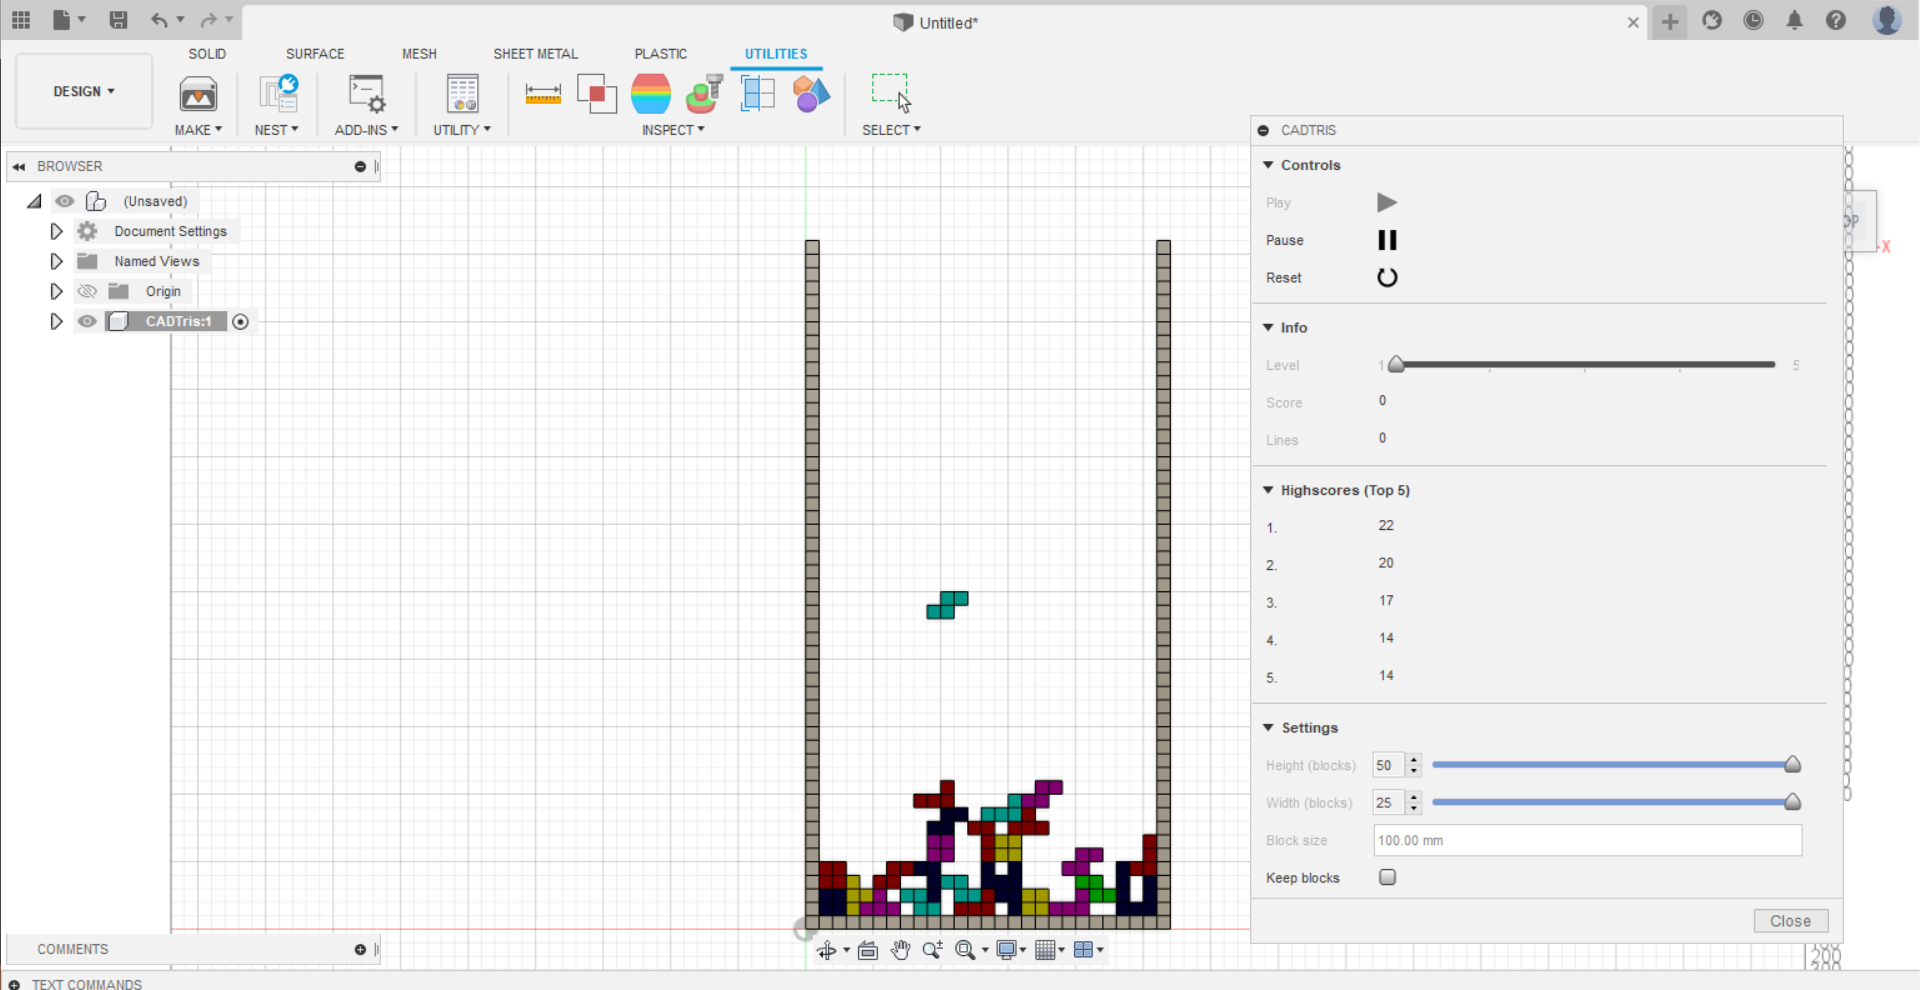 Untitled*
SOLID SURFACE MESH SHEET METAL PLASTIC UTILITIES
DESIGN
MAKE NEST ADD-INS UTILITY INSPECT SELECT
BROWSER
(Unsaved)
Document Settings
Named Views
Origin
CADTris:1
CADTRIS
Controls
Play
Pause
Reset
X
Info
Level 1 5
Score 0
Lines 0
Highscores (Top 5)
1. 22
2. 20
3. 17
4. 14
5. 14
Settings
Height (blocks) 50
Width (blocks) 25
Block size 100.00 mm
Keep blocks
Close
COMMENTS
200
TEXT COMMANDS